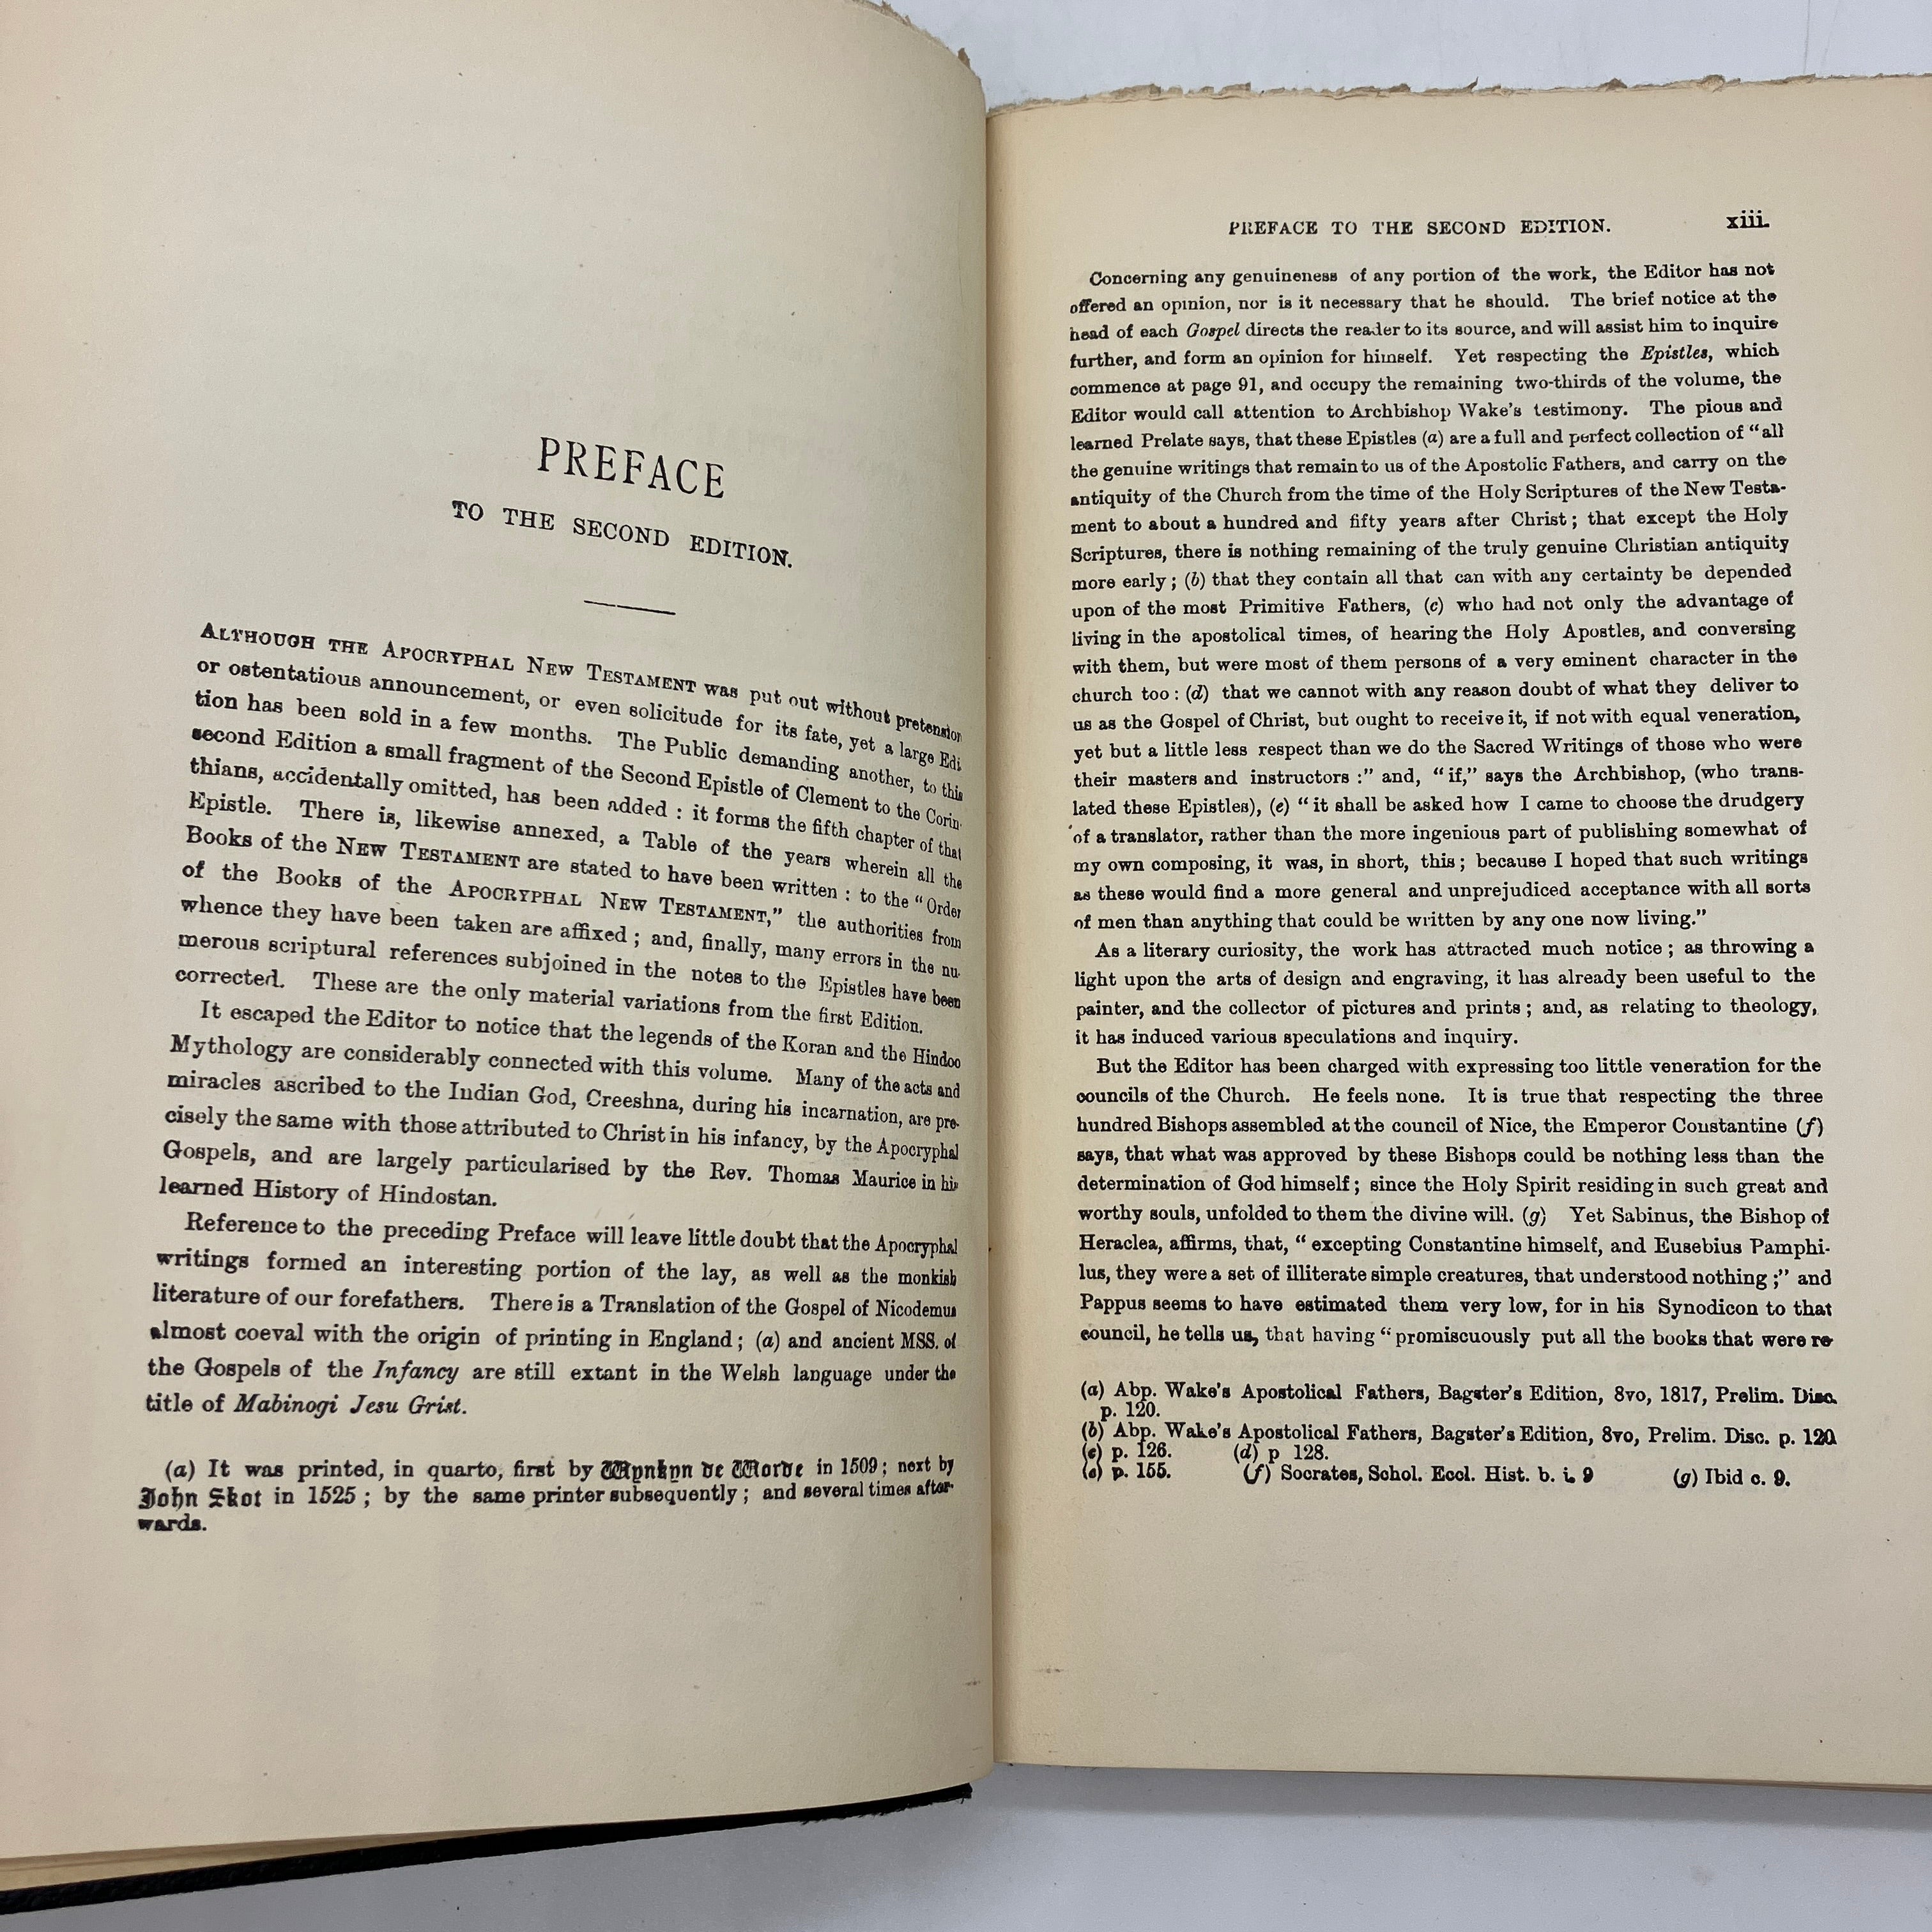 PREFACE
TO THE SECOND EDITION.
ALTHOUGH THE APOCRYPHAL NEW TESTAMENT was put out without pretension
or ostentatious announcement, or even solicitude for its fate, yet a large Edi
tion has been sold in a few months. The Public demanding another, to this
second Edition a small fragment of the Second Epistle of Clement to the Corin-
thians, accidentally omitted, has been added : it forms the fifth chapter of that
Epistle. There is, likewise annexed, a Table of the years wherein all the
Books of the NEW TESTAMENT are stated to have been written : to the "Order
of the Books of the APOCRYPHAL NEW TESTAMENT," the authorities from
whence they have been taken are affixed ; and, finally, many errors in the nu-
merous scriptural references subjoined in the notes to the Epistles have been
corrected. These are the only material variations from the first Edition.
It escaped the Editor to notice that the legends of the Koran and the Hindoo
Mythology are considerably connected with this volume. Many of the acts and
miracles ascribed to the Indian God, Creeshna, during his incarnation, are pre-
cisely the same with those attributed to Christ in his infancy, by the Apocryphal
Gospels, and are largely particularised by the Rev. Thomas Maurice in his
learned History of Hindostan.
Reference to the preceding Preface will leave little doubt that the Apocryphal
writings formed an interesting portion of the lay, as well as the monkish
literature of our forefathers. There is a Translation of the Gospel of Nicodemus
almost coeval with the origin of printing in England ; (a) and ancient MSS. of
the Gospels of the Infancy are still extant in the Welsh language under the
title of Mabinogi Jesu Grist.
(a) It was printed, in quarto, first by Wynkyn de Worde in 1509 ; next by
John Skot in 1525 ; by the same printer subsequently ; and several times after-
wards.
PREFACE TO THE SECOND EDITION. xiii.
Concerning any genuineness of any portion of the work, the Editor has not
offered an opinion, nor is it necessary that he should. The brief notice at the
head of each Gospel directs the reader to its source, and will assist him to inquire
further, and form an opinion for himself. Yet respecting the Epistles, which
commence at page 91, and occupy the remaining two-thirds of the volume, the
Editor would call attention to Archbishop Wake's testimony. The pious and
learned Prelate says, that these Epistles (a) are a full and perfect collection of "all
the genuine writings that remain to us of the Apostolic Fathers, and carry on the
antiquity of the Church from the time of the Holy Scriptures of the New Testa-
ment to about a hundred and fifty years after Christ ; that except the Holy
Scriptures, there is nothing remaining of the truly genuine Christian antiquity
more early ; (b) that they contain all that can with any certainty be depended
upon of the most Primitive Fathers, (c) who had not only the advantage of
living in the apostolical times, of hearing the Holy Apostles, and conversing
with them, but were most of them persons of a very eminent character in the
church too : (d) that we cannot with any reason doubt of what they deliver to
us as the Gospel of Christ, but ought to receive it, if not with equal veneration,
yet but a little less respect than we do the Sacred Writings of those who were
their masters and instructors :" and, "if," says the Archbishop, (who trans-
lated these Epistles), (e) "it shall be asked how I came to choose the drudgery
of a translator, rather than the more ingenious part of publishing somewhat of
my own composing, it was, in short, this ; because I hoped that such writings
as these would find a more general and unprejudiced acceptance with all sorts
of men than anything that could be written by any one now living."
As a literary curiosity, the work has attracted much notice ; as throwing a
light upon the arts of design and engraving, it has already been useful to the
painter, and the collector of pictures and prints ; and, as relating to theology,
it has induced various speculations and inquiry.
But the Editor has been charged with expressing too little veneration for the
councils of the Church. He feels none. It is true that respecting the three
hundred Bishops assembled at the council of Nice, the Emperor Constantine (f)
says, that what was approved by these Bishops could be nothing less than the
determination of God himself ; since the Holy Spirit residing in such great and
worthy souls, unfolded to them the divine will. (g) Yet Sabinus, the Bishop of
Heraclea, affirms, that, "excepting Constantine himself, and Eusebius Pamphi-
lus, they were a set of illiterate simple creatures, that understood nothing ;" and
Pappus seems to have estimated them very low, for in his Synodicon to that
council, he tells us, that having "promiscuously put all the books that were re-
(a) Abp. Wake's Apostolical Fathers, Bagster's Edition, 8vo, 1817, Prelim. Disc.
p. 120.
(b) Abp. Wake's Apostolical Fathers, Bagster's Edition, 8vo, Prelim. Disc. p. 120
(c) p. 126. (d) p 128.
(e) p. 155. (f) Socrates, Schol. Eccl. Hist. b. i. 9 (g) Ibid c. 9.